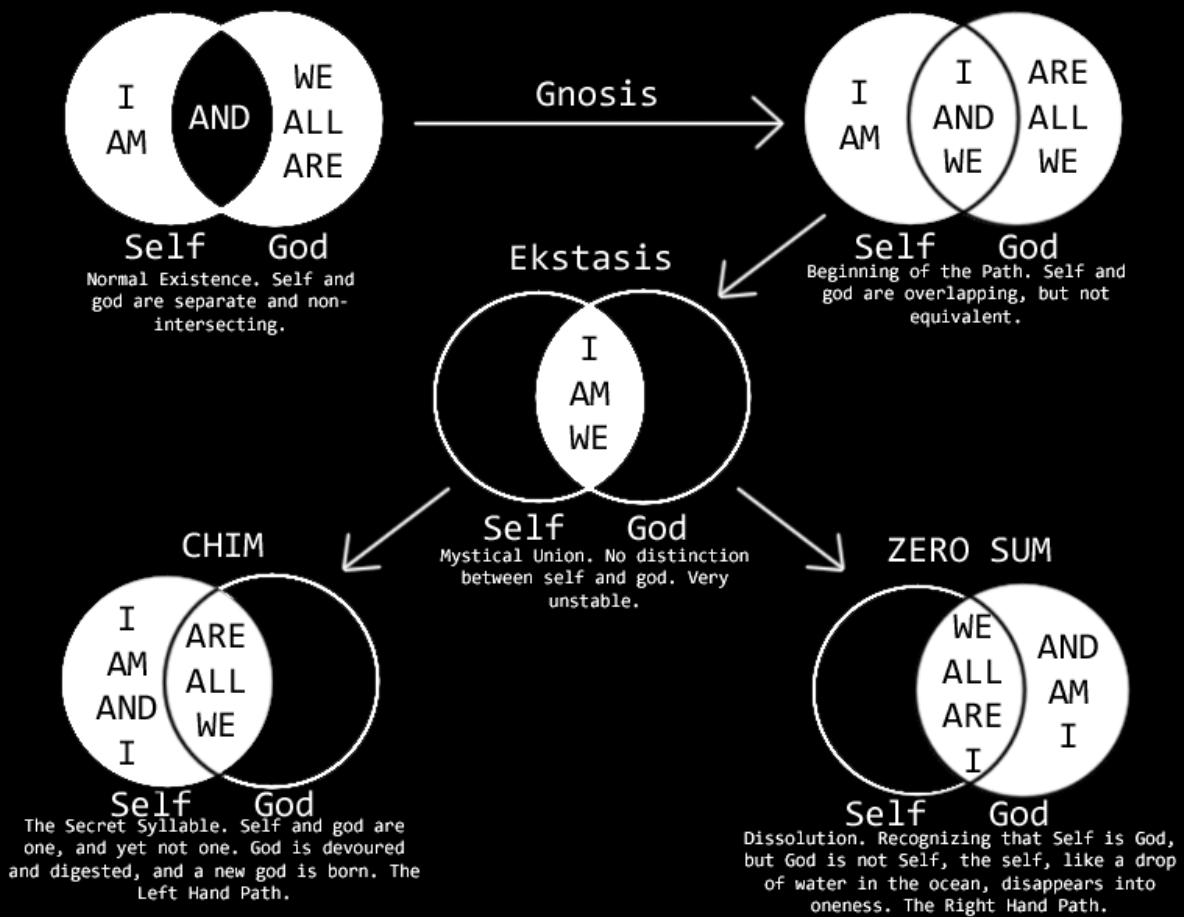 I
AM
AND
WE
ALL
ARE
Self God
Normal Existence. Self and
god are separate and non-
intersecting.
Gnosis
I
AM
I
AND
WE
ARE
ALL
WE
Self God
Beginning of the Path. Self and
god are overlapping, but not
equivalent.
Ekstasis
I
AM
WE
Self God
Mystical Union. No distinction
between self and god. Very
unstable.
CHIM
I
AM
AND
I
ARE
ALL
WE
Self God
The Secret Syllable. Self and god are
one, and yet not one. God is devoured
and digested, and a new god is born. The
Left Hand Path.
ZERO SUM
WE
ALL
ARE
I
AND
AM
I
Self God
Dissolution. Recognizing that Self is God,
but God is not Self, the self, like a drop
of water in the ocean, disappears into
oneness. The Right Hand Path.